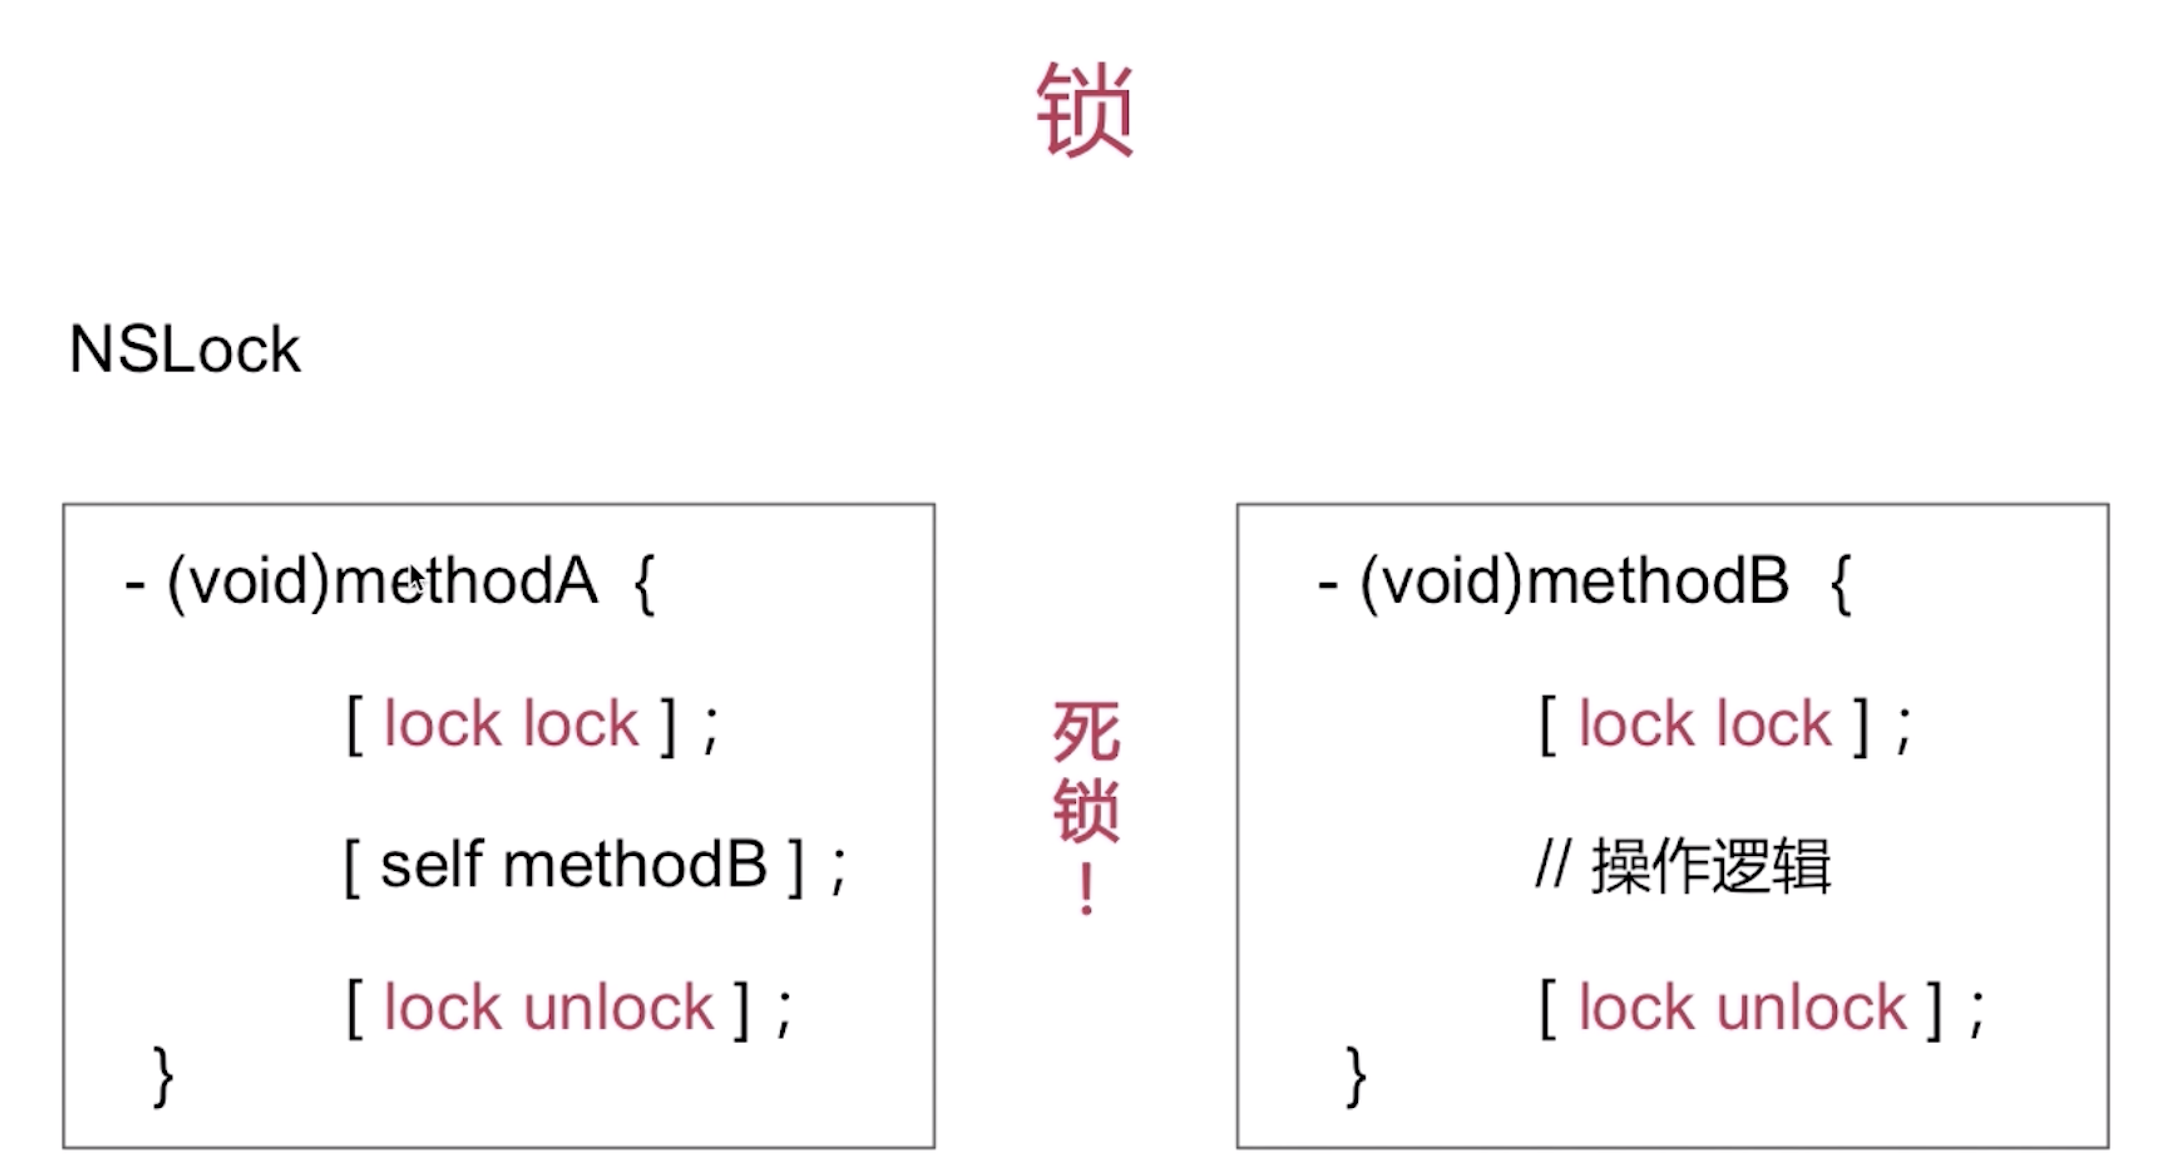 锁
NSLock
- (void)methodA {
[ lock lock ] ;
[ self methodB ] ;
[ lock unlock ] ;
}
死
锁
！
- (void)methodB {
[ lock lock ] ;
// 操作逻辑
[ lock unlock ] ;
}